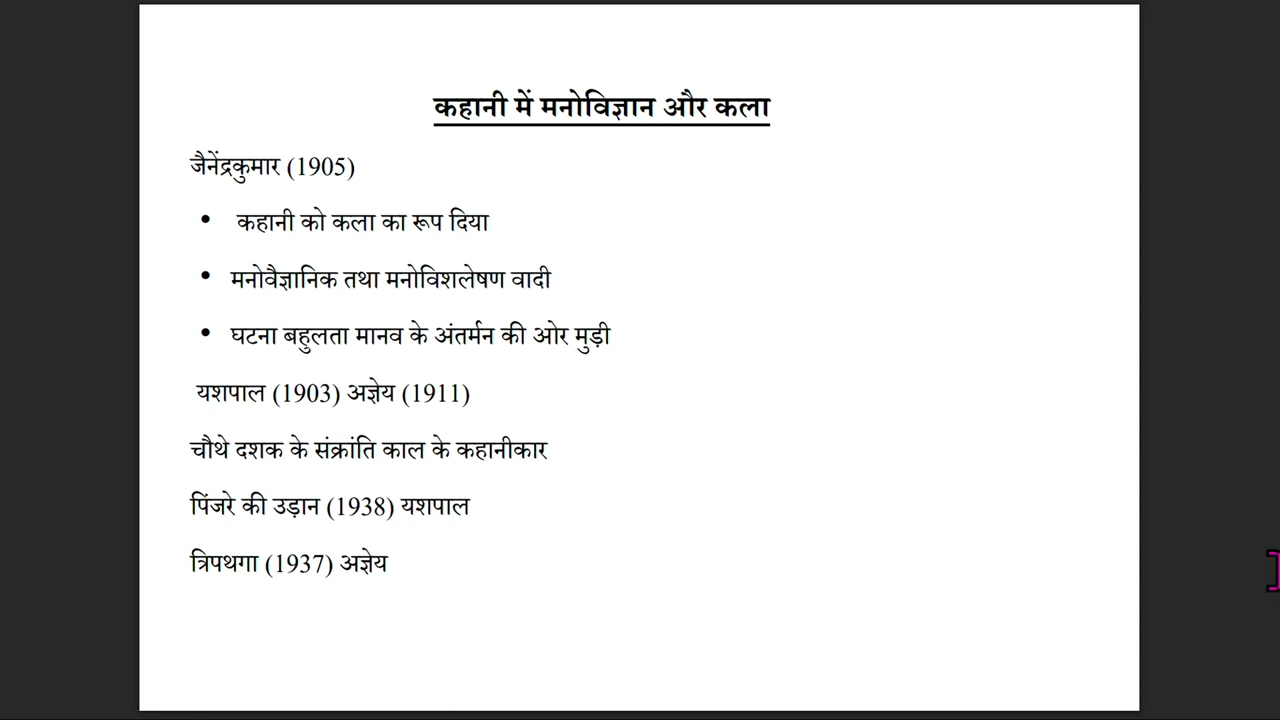 कहानी में मनोविज्ञान और कला
जैनेंद्रकुमार (1905)
• कहानी को कला का रूप दिया
• मनोवैज्ञानिक तथा मनोविशलेषण वादी
• घटना बहुलता मानव के अंतर्मन की ओर मुड़ी
यशपाल (1903) अज्ञेय (1911)
चौथे दशक के संक्रांति काल के कहानीकार
पिंजरे की उड़ान (1938) यशपाल
त्रिपथगा (1937) अज्ञेय